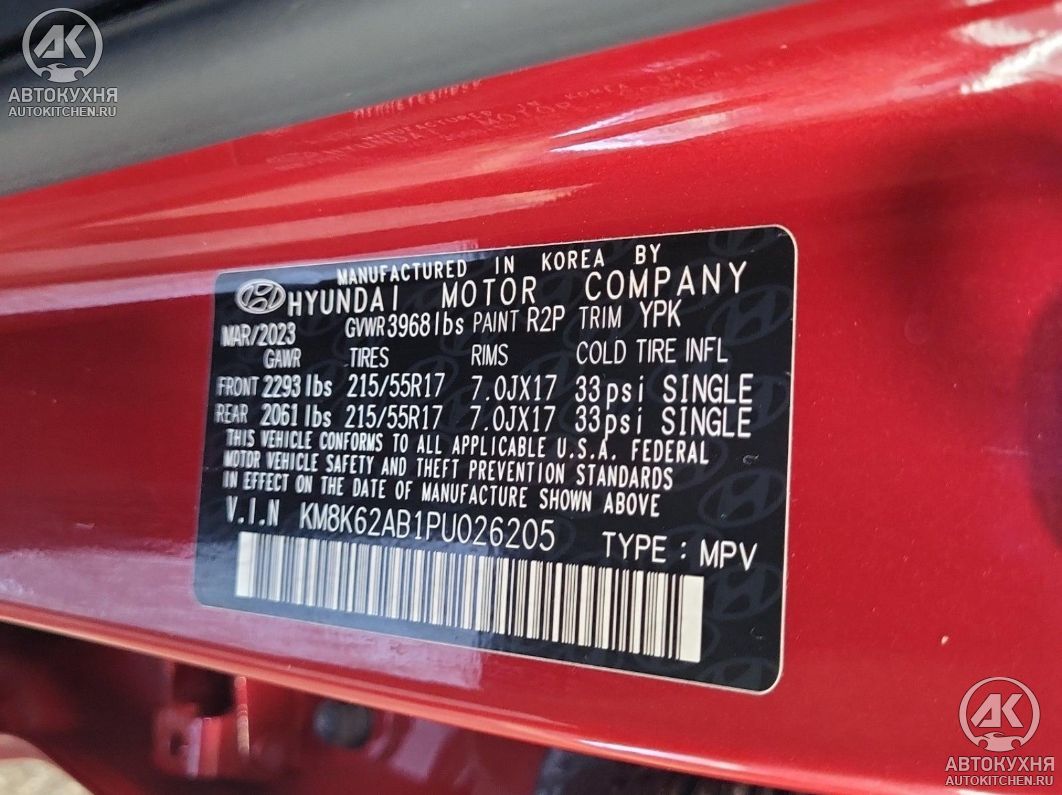 АВТОКУХНЯ
AUTOKITCHEN.RU
MANUFACTURED IN KOREA BY
HYUNDAI MOTOR COMPANY
MAR/2023 GVWR 3968 lbs PAINT R2P TRIM YPK
GAWR TIRES RIMS COLD TIRE INFL
FRONT 2293 lbs 215/55R17 7.0JX17 33psi SINGLE
REAR 2061 lbs 215/55R17 7.0JX17 33psi SINGLE
THIS VEHICLE CONFORMS TO ALL APPLICABLE U.S.A. FEDERAL
MOTOR VEHICLE SAFETY AND THEFT PREVENTION STANDARDS
IN EFFECT ON THE DATE OF MANUFACTURE SHOWN ABOVE
V.I.N KM8K62AB1PU026205 TYPE : MPV
АВТОКУХНЯ
AUTOKITCHEN.RU